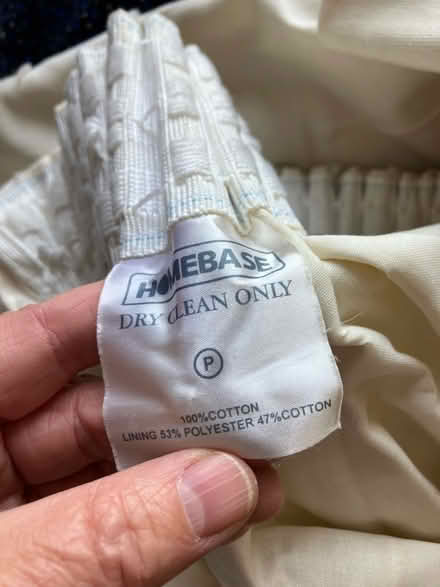 HOMEBASE
DRY CLEAN ONLY
P
100%COTTON
LINING 53% POLYESTER 47%COTTON